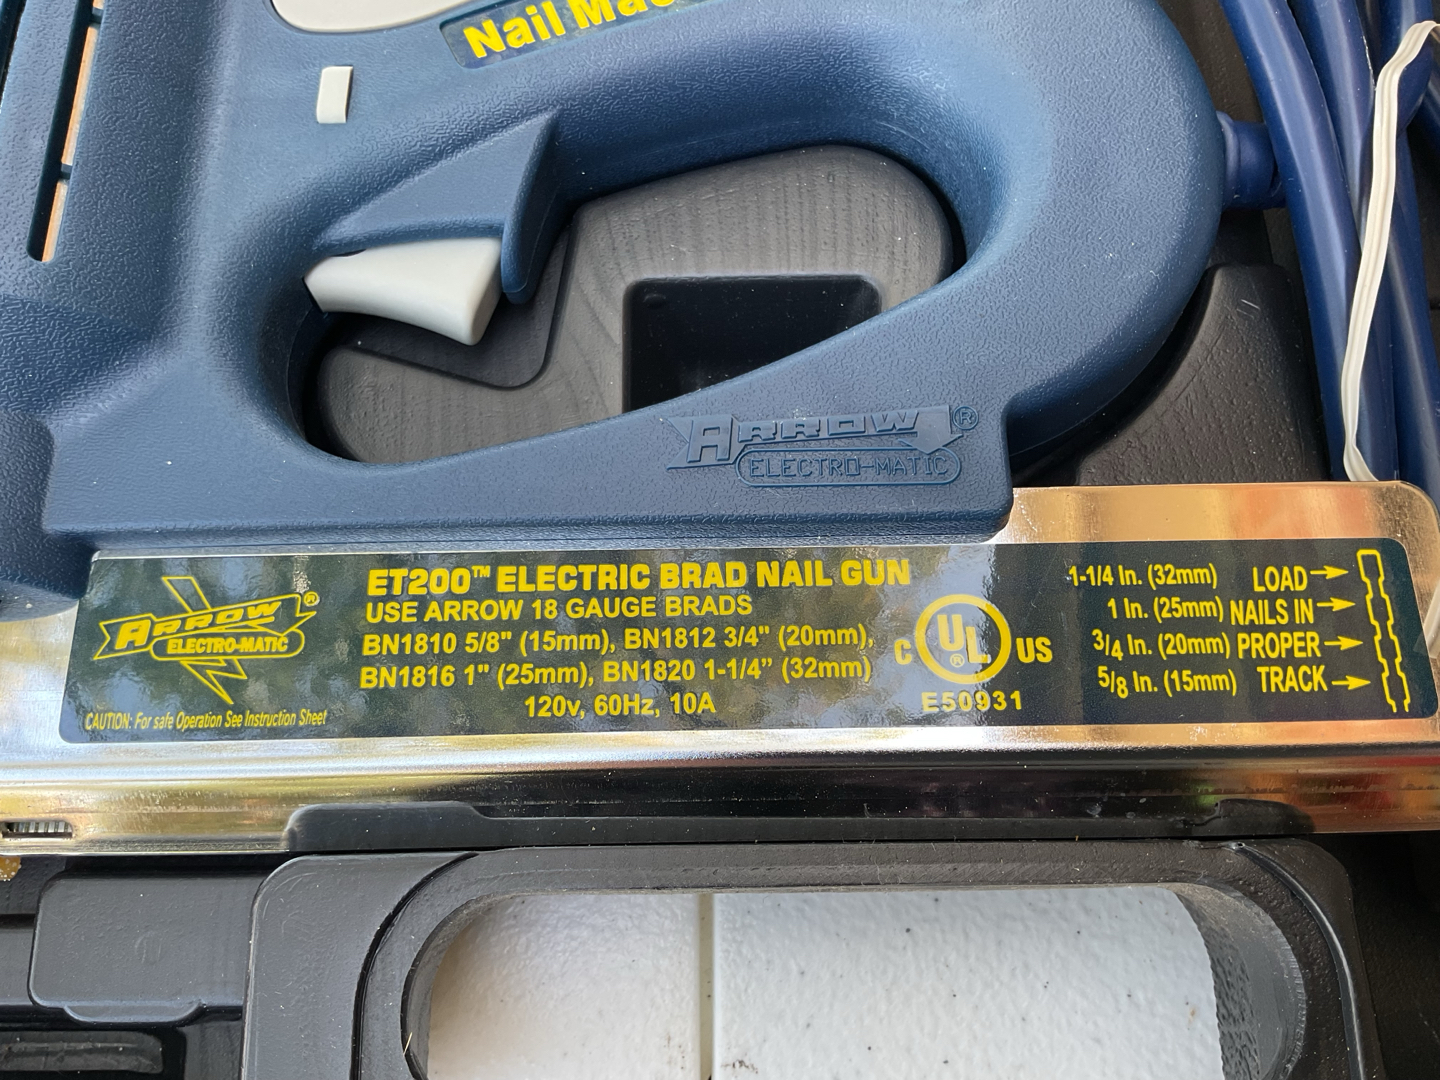 Nail Mac
ARROW®
ELECTRO-MATIC
ARROW®
ELECTRO-MATIC
CAUTION: For safe Operation See Instruction Sheet
ET200™ ELECTRIC BRAD NAIL GUN
USE ARROW 18 GAUGE BRADS
BN1810 5/8" (15mm), BN1812 3/4" (20mm),
BN1816 1" (25mm), BN1820 1-1/4” (32mm)
120v, 60Hz, 10A
C UL® US
E50931
1-1/4 In. (32mm) LOAD
1 In. (25mm) NAILS IN
3/4 In. (20mm) PROPER
5/8 In. (15mm) TRACK